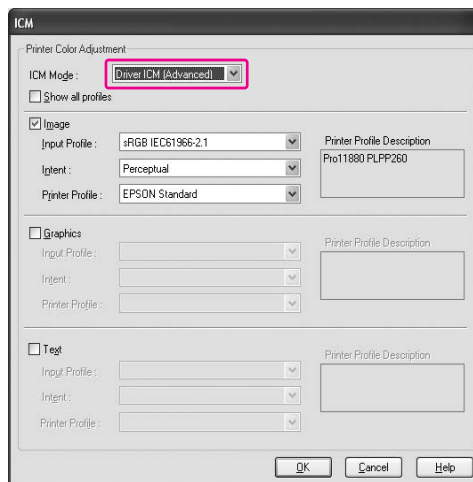 ICM
Printer Color Adjustment
ICM Mode : Driver ICM (Advanced)
Show all profiles
Image
Input Profile : sRGB IEC61966-2.1
Intent : Perceptual
Printer Profile : EPSON Standard
Printer Profile Description
Pro11880 PLPP260
Graphics
Input Profile :
Intent :
Printer Profile :
Printer Profile Description
Text
Input Profile :
Intent :
Printer Profile :
Printer Profile Description
OK Cancel Help